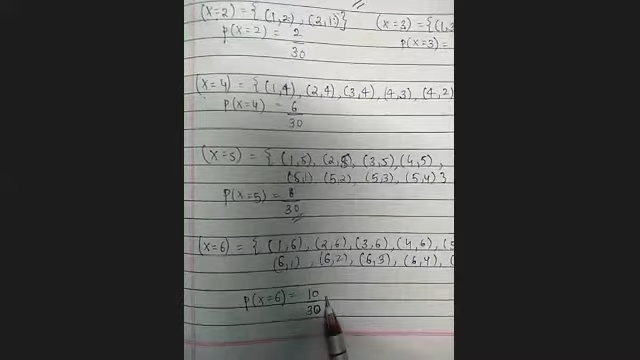 (X=2) = { (1,2) , (2,1) }
(X=3) = {(1,3
P(X=2) = 2/30
P(X=3) =
(X=4) = { (1,4) , (2,4) , (3,4) , (4,3) , (4,2)
P(X=4) = 6/30
(X=5) = { (1,5), (2,5), (3,5), (4,5) ,
(5,1) (5,2) , (5,3) , (5,4) }
P(X=5) = 8/30
(X=6) = { (1,6) , (2,6) , (3,6) , (4,6) ,
(6,1) , (6,2) , (6,3) , (6,4) ,
P(X=6) = 10/30